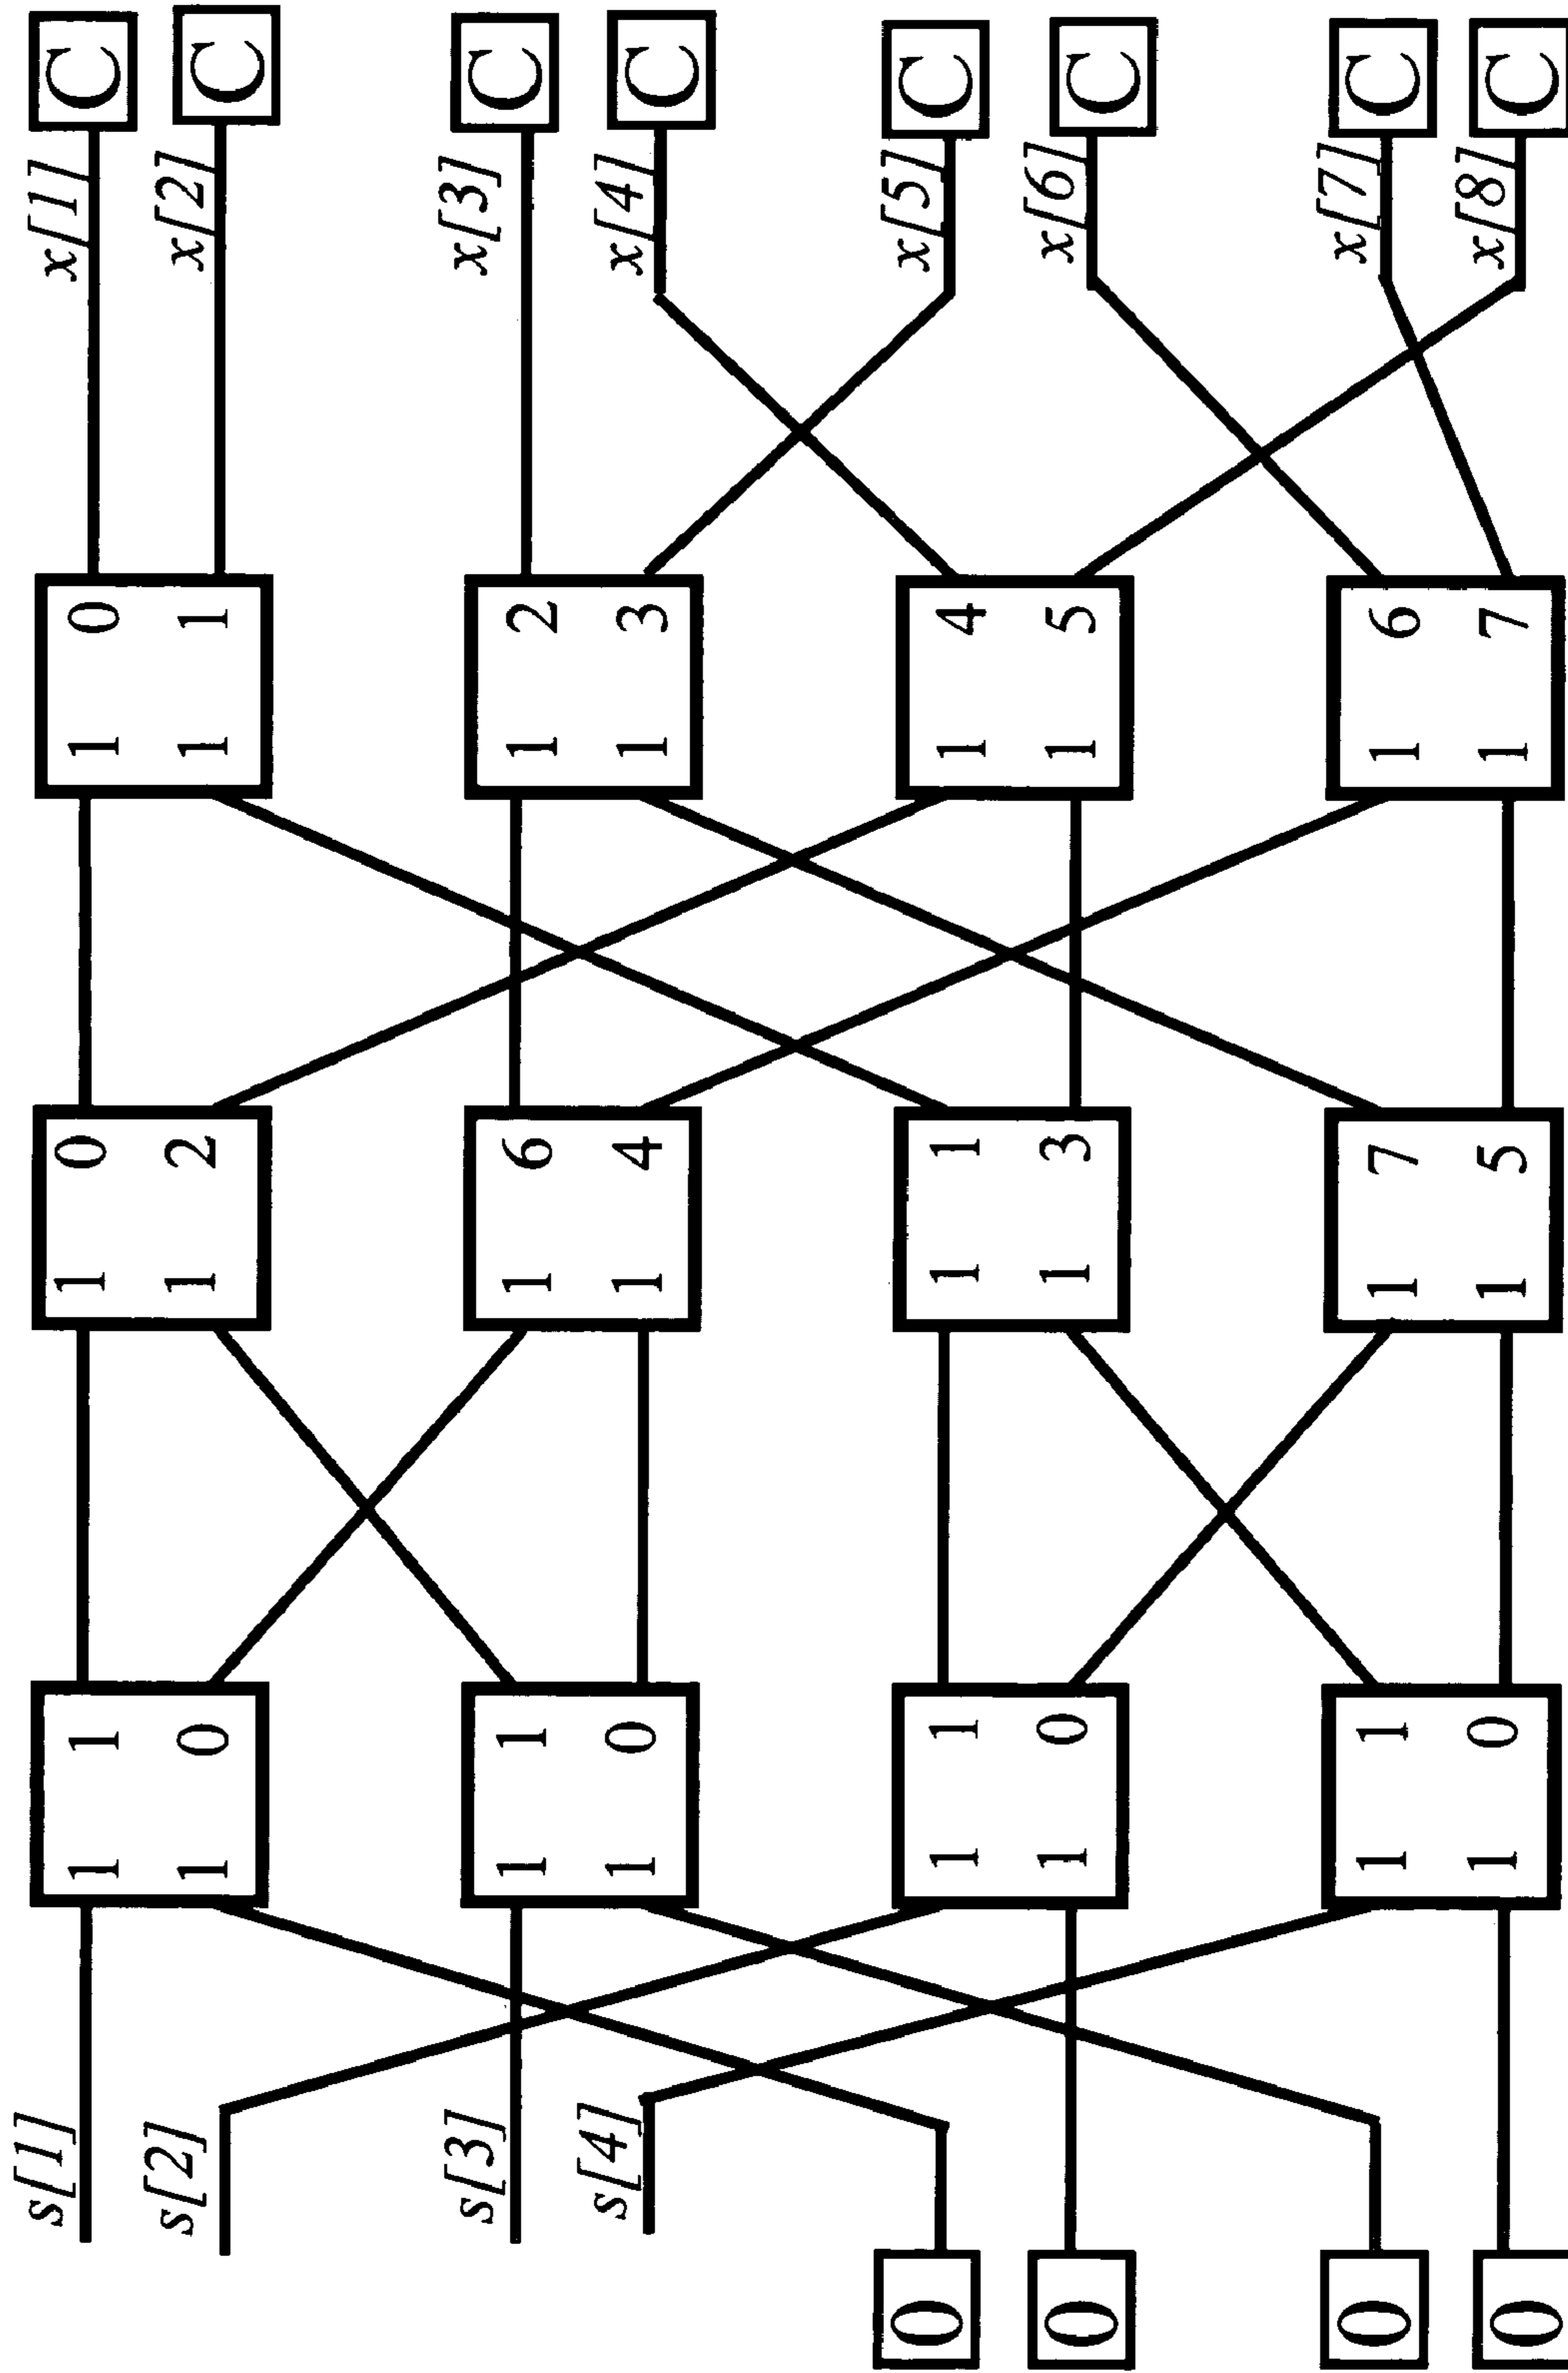 s[1] 1 1 1 0 1 0 x[1] C
s[2] 1 0 1 2 1 1 x[2] C
s[3] 1 1 1 6 1 2 x[3] C
s[4] 1 0 1 4 1 3 x[4] C
0 1 1 1 1 1 4 x[5] C
0 1 0 1 3 1 5 x[6] C
0 1 1 1 7 1 6 x[7] C
0 1 0 1 5 1 7 x[8] C